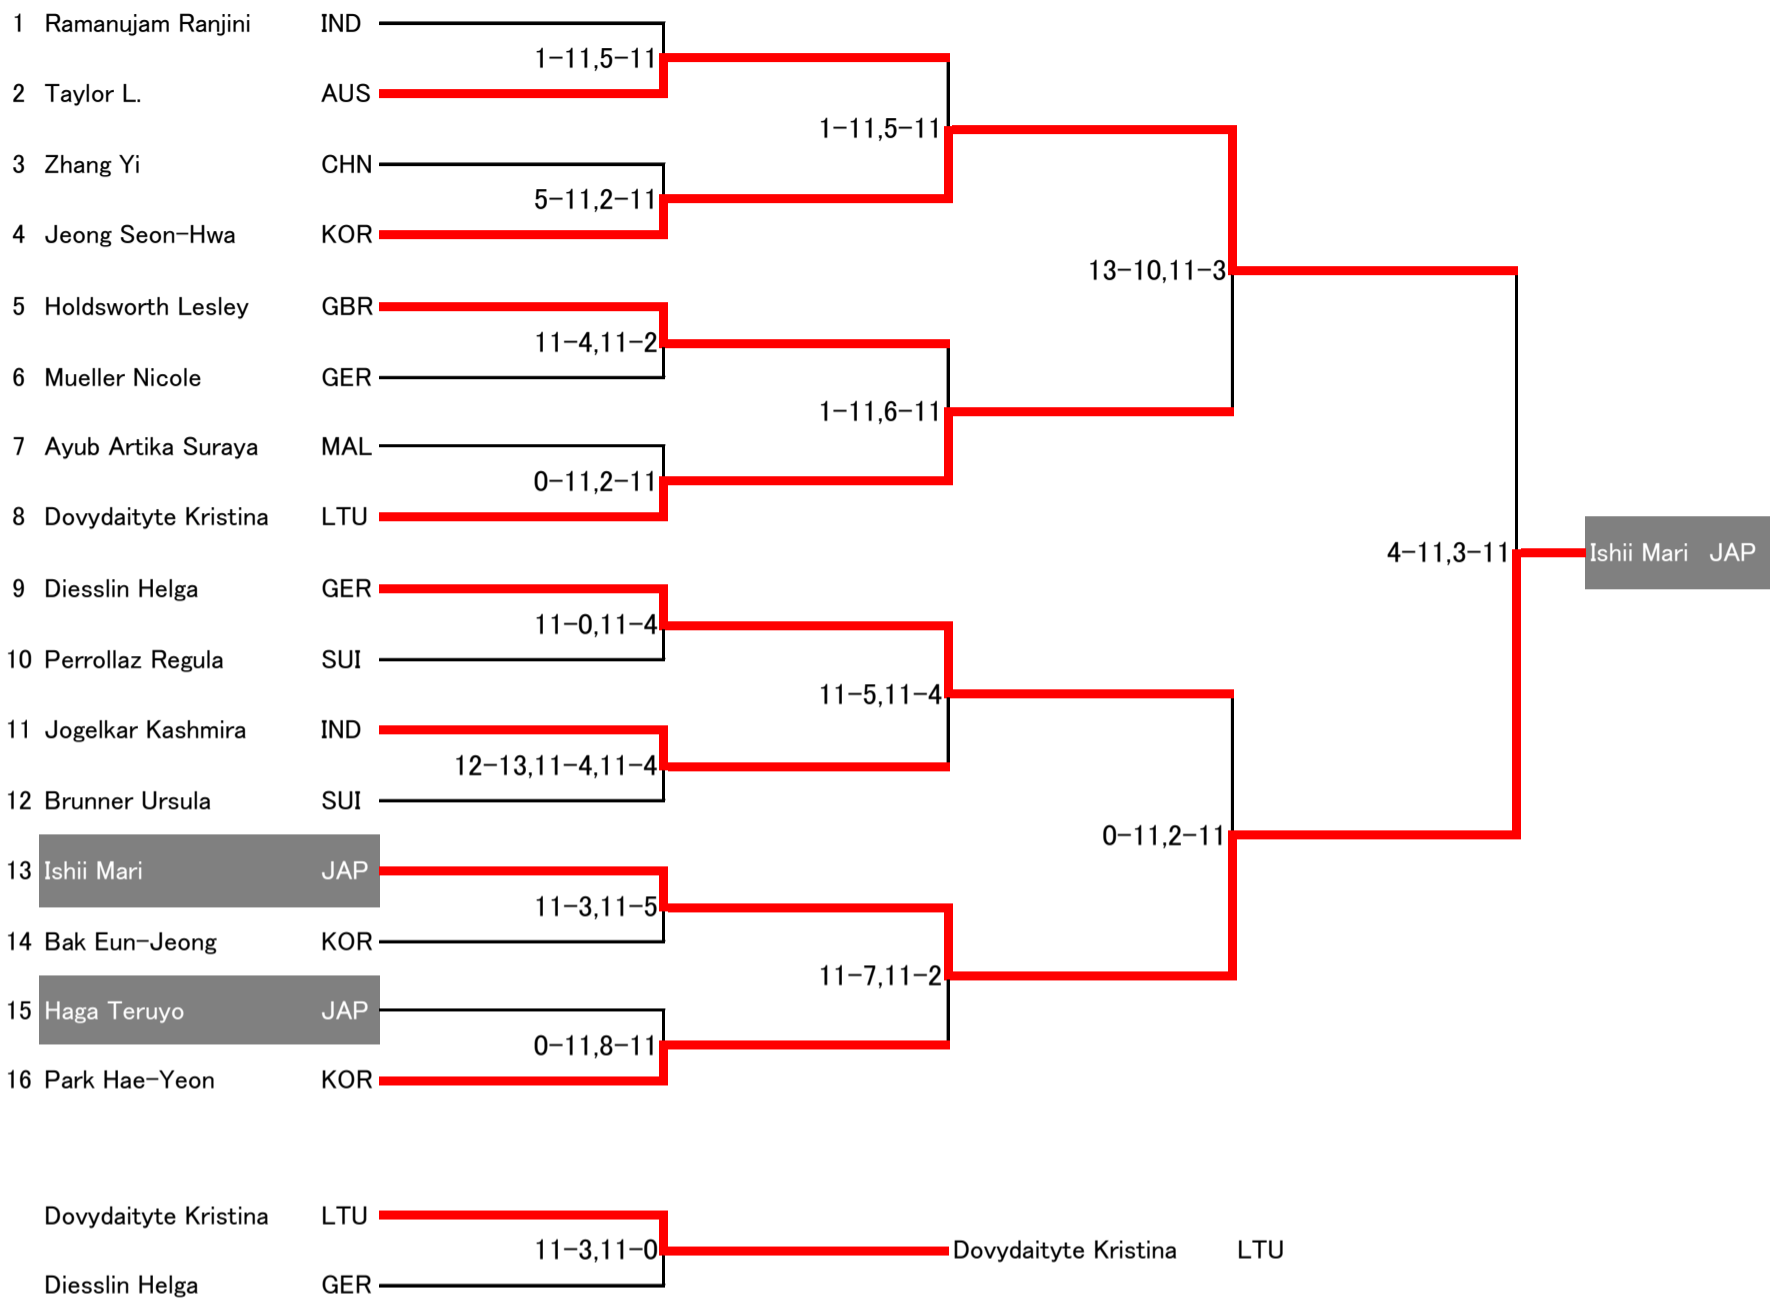 1 Ramanujam Ranjini IND
1-11,5-11
2 Taylor L. AUS
1-11,5-11
3 Zhang Yi CHN
5-11,2-11
4 Jeong Seon-Hwa KOR
13-10,11-3
5 Holdsworth Lesley GBR
11-4,11-2
6 Mueller Nicole GER
1-11,6-11
7 Ayub Artika Suraya MAL
0-11,2-11
8 Dovydaityte Kristina LTU
4-11,3-11 Ishii Mari JAP
9 Diesslin Helga GER
11-0,11-4
10 Perrollaz Regula SUI
11-5,11-4
11 Jogelkar Kashmira IND
12-13,11-4,11-4
12 Brunner Ursula SUI
0-11,2-11
13 Ishii Mari JAP
11-3,11-5
14 Bak Eun-Jeong KOR
11-7,11-2
15 Haga Teruyo JAP
0-11,8-11
16 Park Hae-Yeon KOR
Dovydaityte Kristina LTU
11-3,11-0 Dovydaityte Kristina LTU
Diesslin Helga GER